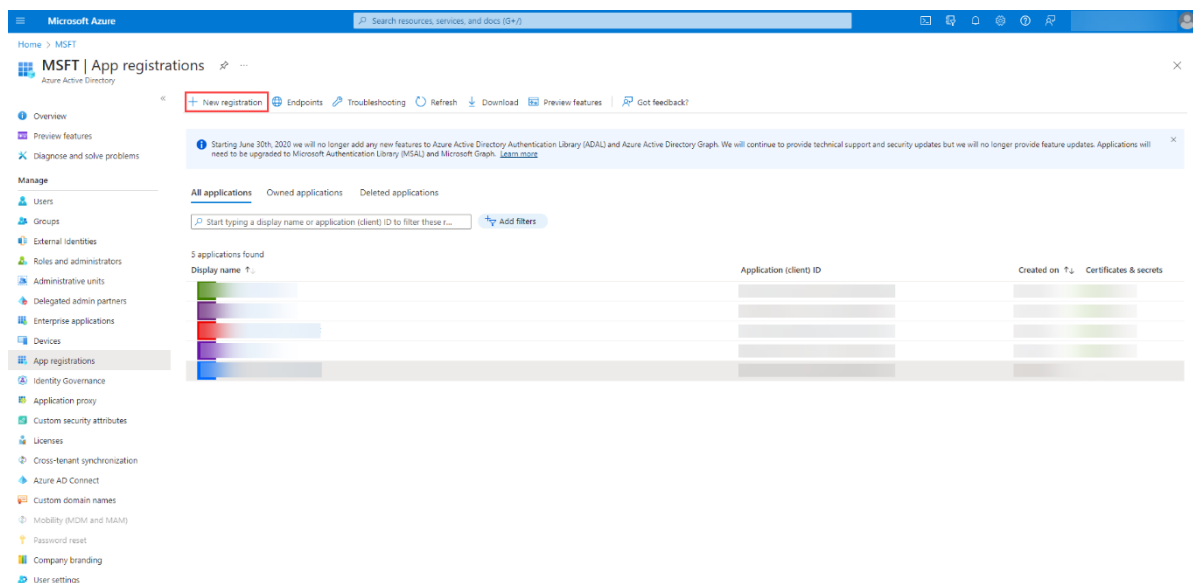 Microsoft Azure
Search resources, services, and docs (G+/)
Home > MSFT
MSFT | App registrations
Azure Active Directory
New registration
Endpoints
Troubleshooting
Refresh
Download
Preview features
Got feedback?
Overview
Preview features
Diagnose and solve problems
Manage
Users
Groups
External Identities
Roles and administrators
Administrative units
Delegated admin partners
Enterprise applications
Devices
App registrations
Identity Governance
Application proxy
Custom security attributes
Licenses
Cross-tenant synchronization
Azure AD Connect
Custom domain names
Mobility (MDM and MAM)
Password reset
Company branding
User settings
Starting June 30th, 2020 we will no longer add any new features to Azure Active Directory Authentication Library (ADAL) and Azure Active Directory Graph. We will continue to provide technical support and security updates but we will no longer provide feature updates. Applications will
need to be upgraded to Microsoft Authentication Library (MSAL) and Microsoft Graph. Learn more
All applications
Owned applications
Deleted applications
Start typing a display name or application (client) ID to filter these r...
Add filters
5 applications found
Display name
Application (client) ID
Created on
Certificates & secrets